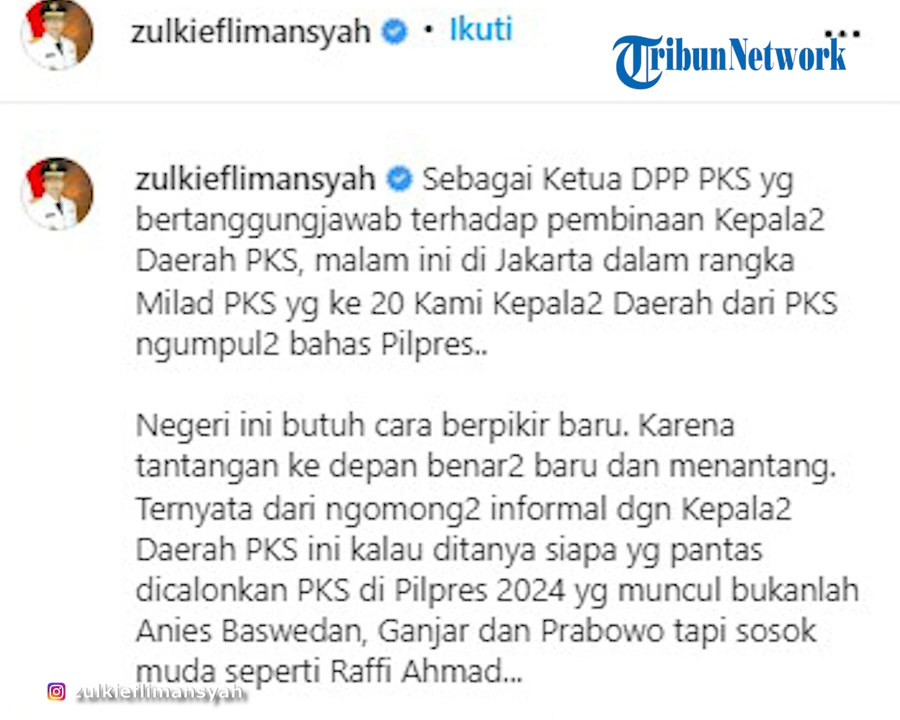 zulkieflimansyah • Ikuti
TribunNetwork
zulkieflimansyah Sebagai Ketua DPP PKS yg
bertanggungjawab terhadap pembinaan Kepala2
Daerah PKS, malam ini di Jakarta dalam rangka
Milad PKS yg ke 20 Kami Kepala2 Daerah dari PKS
ngumpul2 bahas Pilpres..
Negeri ini butuh cara berpikir baru. Karena
tantangan ke depan benar2 baru dan menantang.
Ternyata dari ngomong2 informal dgn Kepala2
Daerah PKS ini kalau ditanya siapa yg pantas
dicalonkan PKS di Pilpres 2024 yg muncul bukanlah
Anies Baswedan, Ganjar dan Prabowo tapi sosok
muda seperti Raffi Ahmad...
zulkieflimansyah